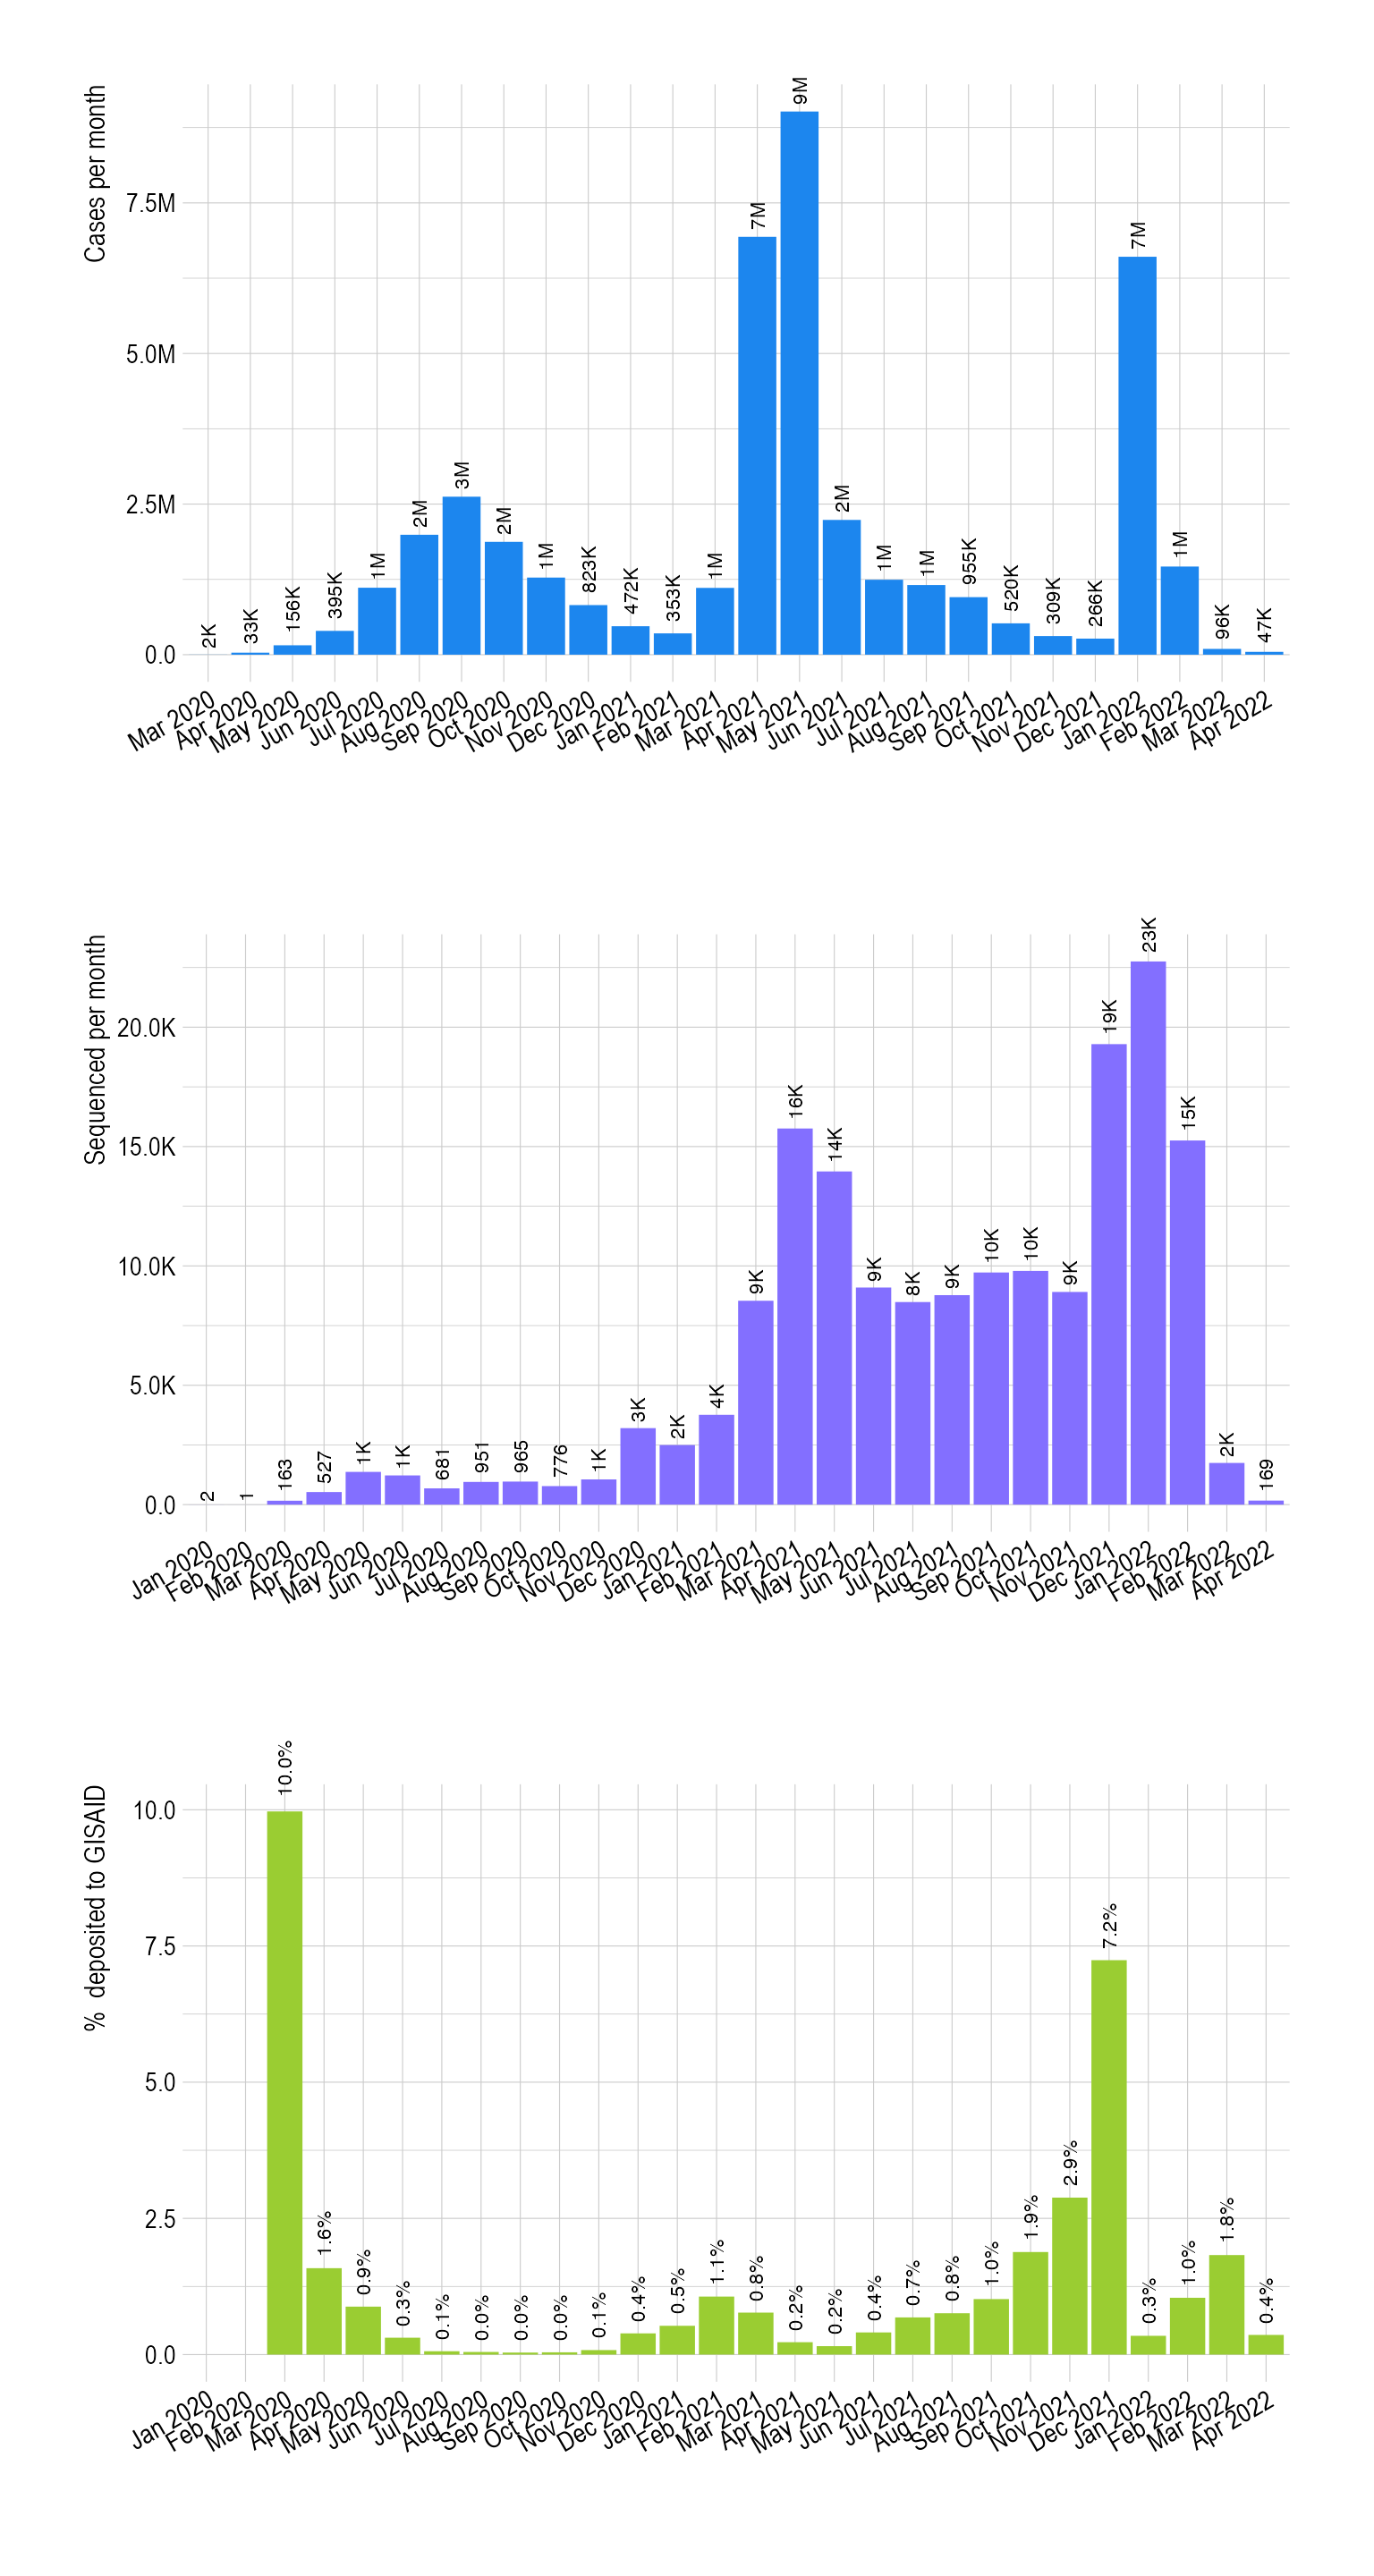 Cases per month
7.5M
5.0M
2.5M
0.0
2K
33K
156K
395K
1M
2M
3M
2M
1M
823K
472K
353K
1M
7M
9M
2M
1M
1M
955K
520K
309K
266K
7M
1M
96K
47K
Mar 2020
Apr 2020
May 2020
Jun 2020
Jul 2020
Aug 2020
Sep 2020
Oct 2020
Nov 2020
Dec 2020
Jan 2021
Feb 2021
Mar 2021
Apr 2021
May 2021
Jun 2021
Jul 2021
Aug 2021
Sep 2021
Oct 2021
Nov 2021
Dec 2021
Jan 2022
Feb 2022
Mar 2022
Apr 2022
Sequenced per month
20.0K
15.0K
10.0K
5.0K
0.0
2
1
163
527
1K
1K
681
951
965
776
1K
3K
2K
4K
9K
16K
14K
9K
8K
9K
10K
10K
9K
19K
23K
15K
2K
169
Jan 2020
Feb 2020
Mar 2020
Apr 2020
May 2020
Jun 2020
Jul 2020
Aug 2020
Sep 2020
Oct 2020
Nov 2020
Dec 2020
Jan 2021
Feb 2021
Mar 2021
Apr 2021
May 2021
Jun 2021
Jul 2021
Aug 2021
Sep 2021
Oct 2021
Nov 2021
Dec 2021
Jan 2022
Feb 2022
Mar 2022
Apr 2022
% deposited to GISAID
10.0
7.5
5.0
2.5
0.0
10.0%
1.6%
0.9%
0.3%
0.1%
0.0%
0.0%
0.0%
0.1%
0.4%
0.5%
1.1%
0.8%
0.2%
0.2%
0.4%
0.7%
0.8%
1.0%
1.9%
2.9%
7.2%
0.3%
1.0%
1.8%
0.4%
Jan 2020
Feb 2020
Mar 2020
Apr 2020
May 2020
Jun 2020
Jul 2020
Aug 2020
Sep 2020
Oct 2020
Nov 2020
Dec 2020
Jan 2021
Feb 2021
Mar 2021
Apr 2021
May 2021
Jun 2021
Jul 2021
Aug 2021
Sep 2021
Oct 2021
Nov 2021
Dec 2021
Jan 2022
Feb 2022
Mar 2022
Apr 2022